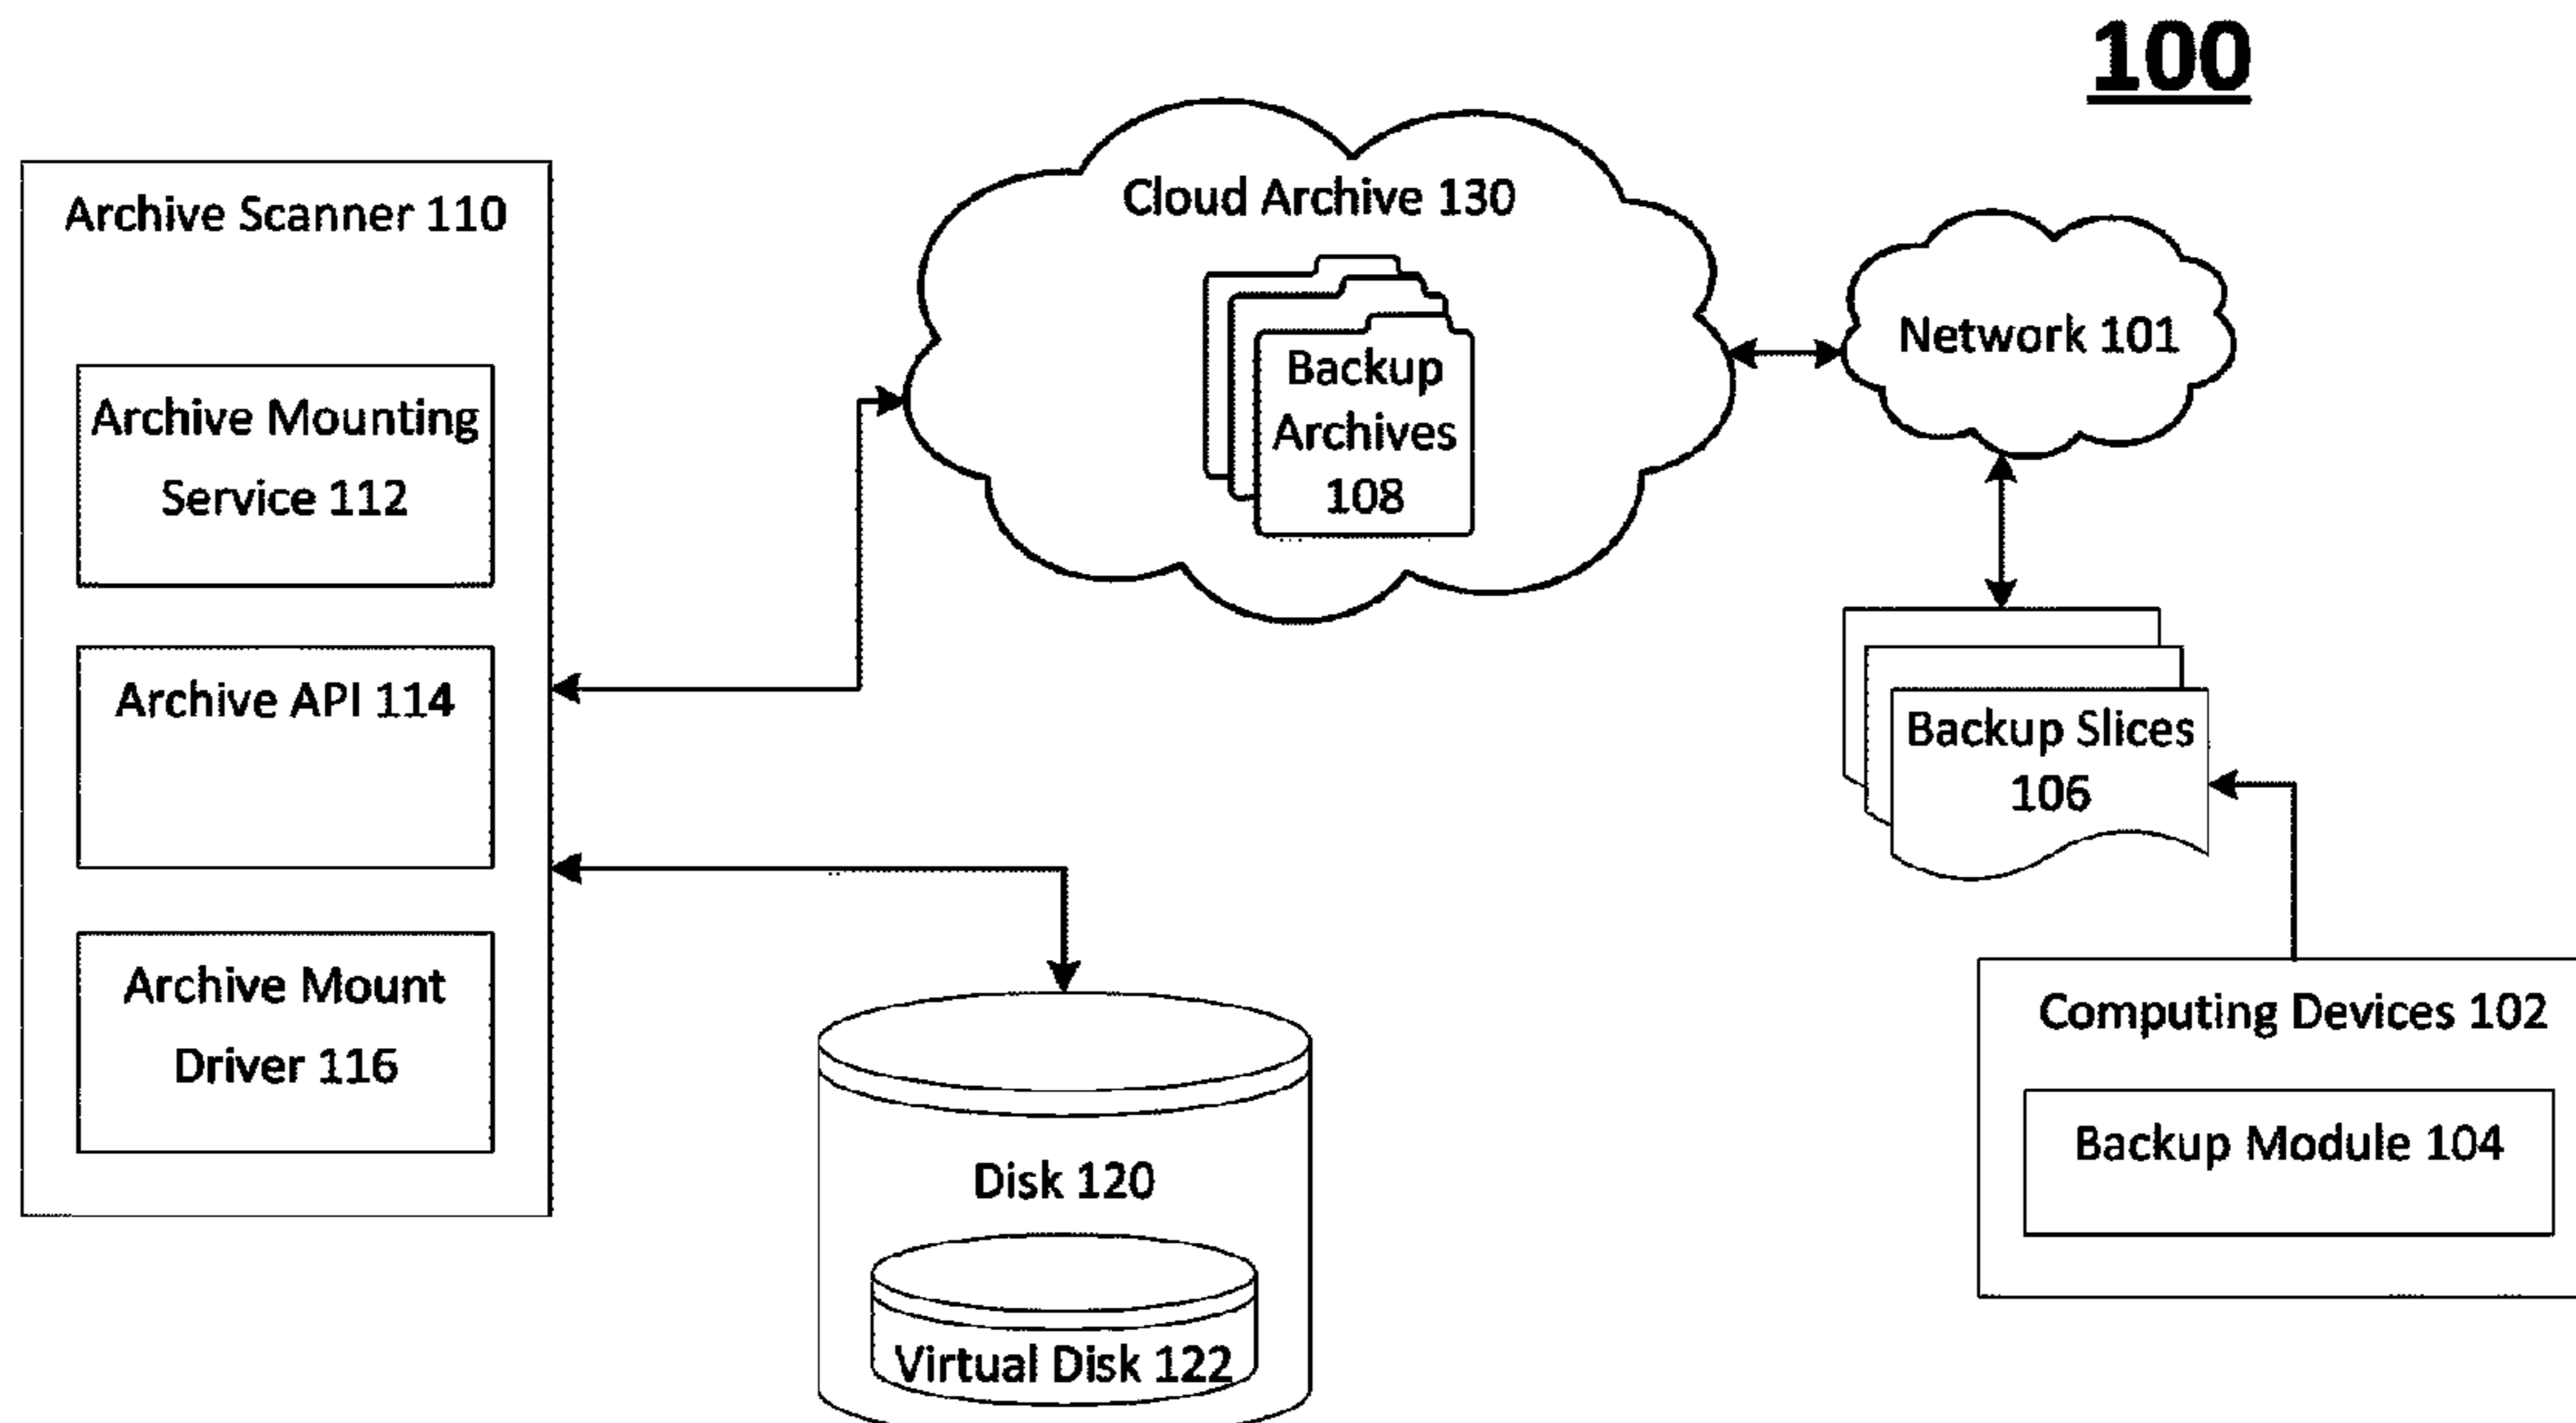 100
Archive Scanner 110
Archive Mounting
Service 112
Archive API 114
Archive Mount
Driver 116
Cloud Archive 130
Backup
Archives
108
Network 101
Backup Slices
106
Computing Devices 102
Backup Module 104
Disk 120
Virtual Disk 122